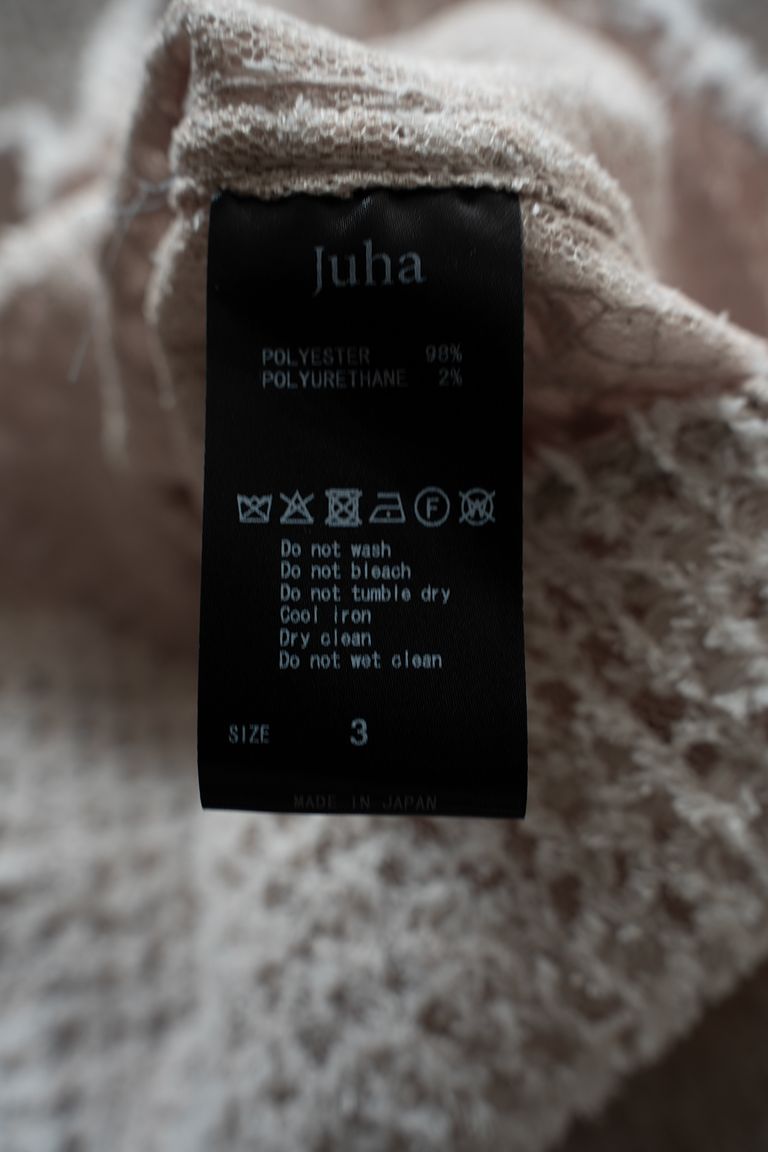 Juha
POLYESTER 98%
POLYURETHANE 2%
F W
Do not wash
Do not bleach
Do not tumble dry
Cool iron
Dry clean
Do not wet clean
SIZE 3
MADE IN JAPAN